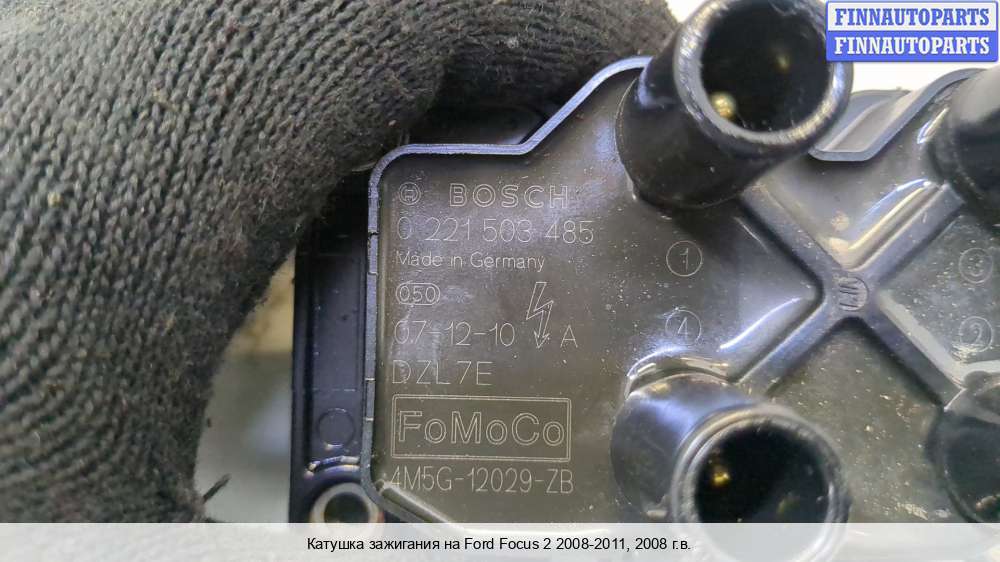 FINNAUTOPARTS
FINNAUTOPARTS
BOSCH
0 221 503 485
Made in Germany
050
07-12-10 A
DZL7E
FoMoCo
4M5G-12029-ZB
1
4
3
2
Катушка зажигания на Ford Focus 2 2008-2011, 2008 г.в.